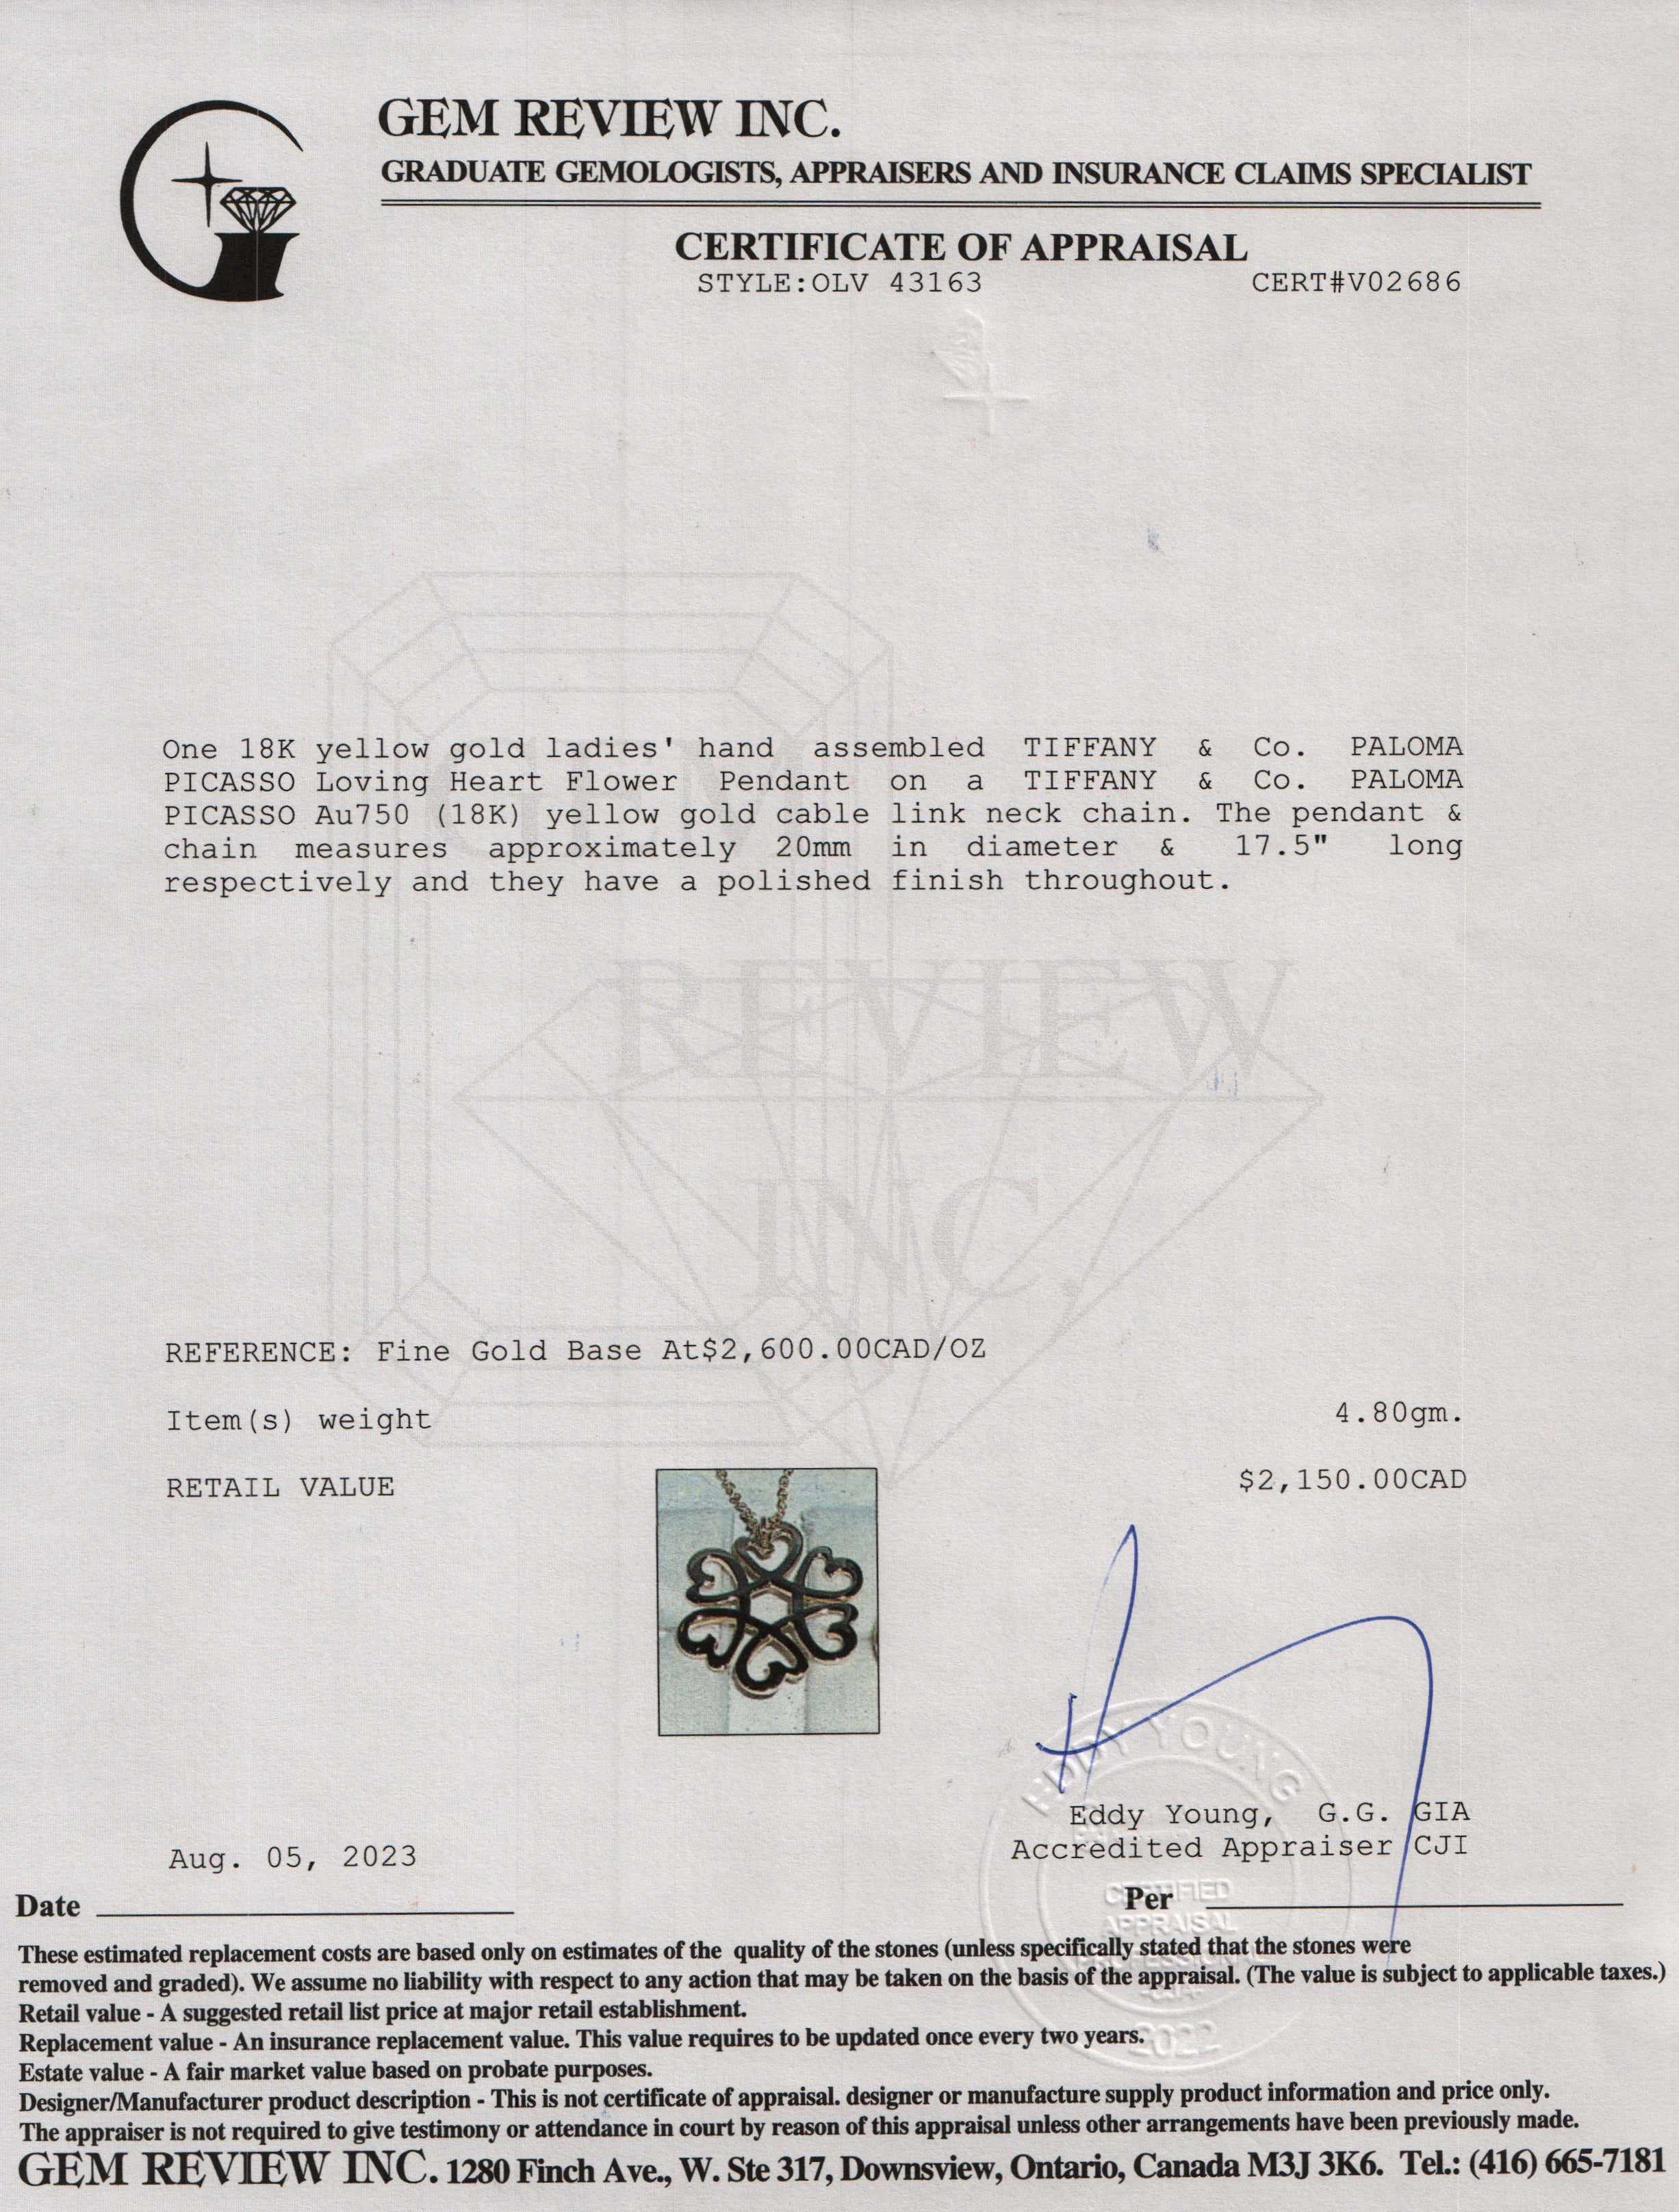 GEM REVIEW INC.
GRADUATE GEMOLOGISTS, APPRAISERS AND INSURANCE CLAIMS SPECIALIST
CERTIFICATE OF APPRAISAL
STYLE:OLV 43163 CERT#V02686
One 18K yellow gold ladies' hand assembled TIFFANY & Co. PALOMA
PICASSO Loving Heart Flower Pendant on a TIFFANY & Co. PALOMA
PICASSO Au750 (18K) yellow gold cable link neck chain. The pendant &
chain measures approximately 20mm in diameter & 17.5" long
respectively and they have a polished finish throughout.
REVIEW
INC.
REFERENCE: Fine Gold Base At$2,600.00CAD/OZ
Item(s) weight 4.80gm.
RETAIL VALUE $2,150.00CAD
EDDY YOUNG
Eddy Young, G.G. GIA
Accredited Appraiser CJI
Aug. 05, 2023
CERTIFIED
APPRAISAL
2022
Date Per
These estimated replacement costs are based only on estimates of the quality of the stones (unless specifically stated that the stones were
removed and graded). We assume no liability with respect to any action that may be taken on the basis of the appraisal. (The value is subject to applicable taxes.)
Retail value - A suggested retail list price at major retail establishment.
Replacement value - An insurance replacement value. This value requires to be updated once every two years.
Estate value - A fair market value based on probate purposes.
Designer/Manufacturer product description - This is not certificate of appraisal. designer or manufacture supply product information and price only.
The appraiser is not required to give testimony or attendance in court by reason of this appraisal unless other arrangements have been previously made.
GEM REVIEW INC. 1280 Finch Ave., W. Ste 317, Downsview, Ontario, Canada M3J 3K6. Tel.: (416) 665-7181